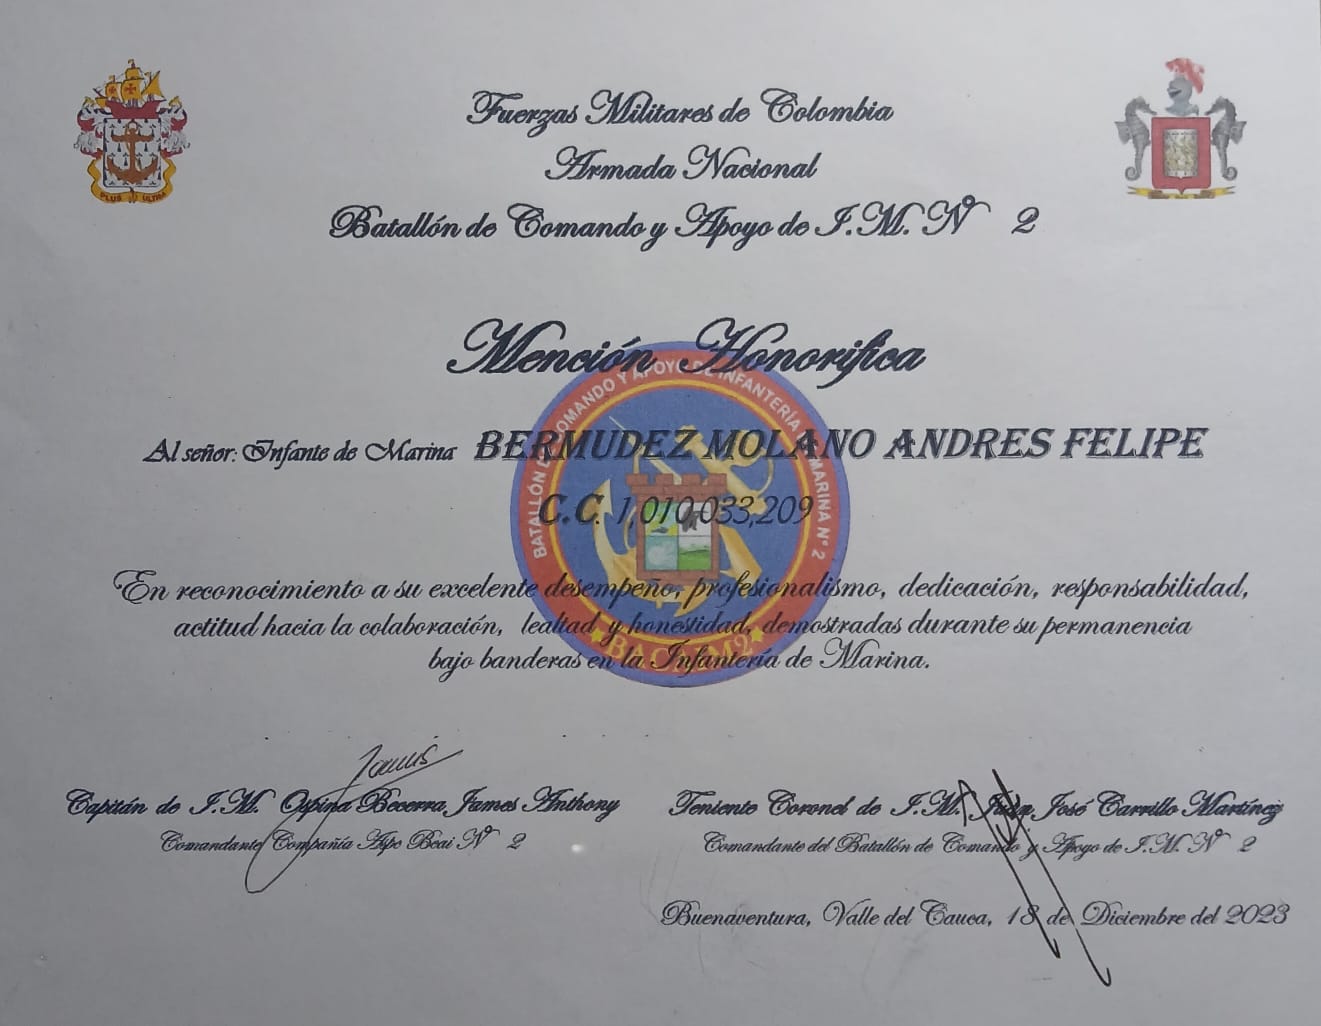 PLUS ULTRA
Fuerzas Militares de Colombia
Armada Nacional
Batallón de Comando y Apoyo de I.M. Nº 2
Mención Honorifica
BATALLÓN DE COMANDO Y APOYO DE INFANTERÍA MARINA Nº 2
Al señor: Infante de Marina BERMUDEZ MOLANO ANDRES FELIPE
C.C. 1,010,033,209
En reconocimiento a su excelente desempeño, profesionalismo, dedicación, responsabilidad,
actitud hacia la colaboración, lealtad y honestidad, demostradas durante su permanencia
BACAIM2
bajo banderas en la Infantería de Marina.
Capitán de I.M. Ospina Becerra James Anthony
Comandante Compañía Aspc Bcai Nº 2
Teniente Coronel de I.M. Juan José Carrillo Martínez
Comandante del Batallón de Comando y Apoyo de I.M. Nº 2
Buenaventura, Valle del Cauca, 18 de Diciembre del 2023